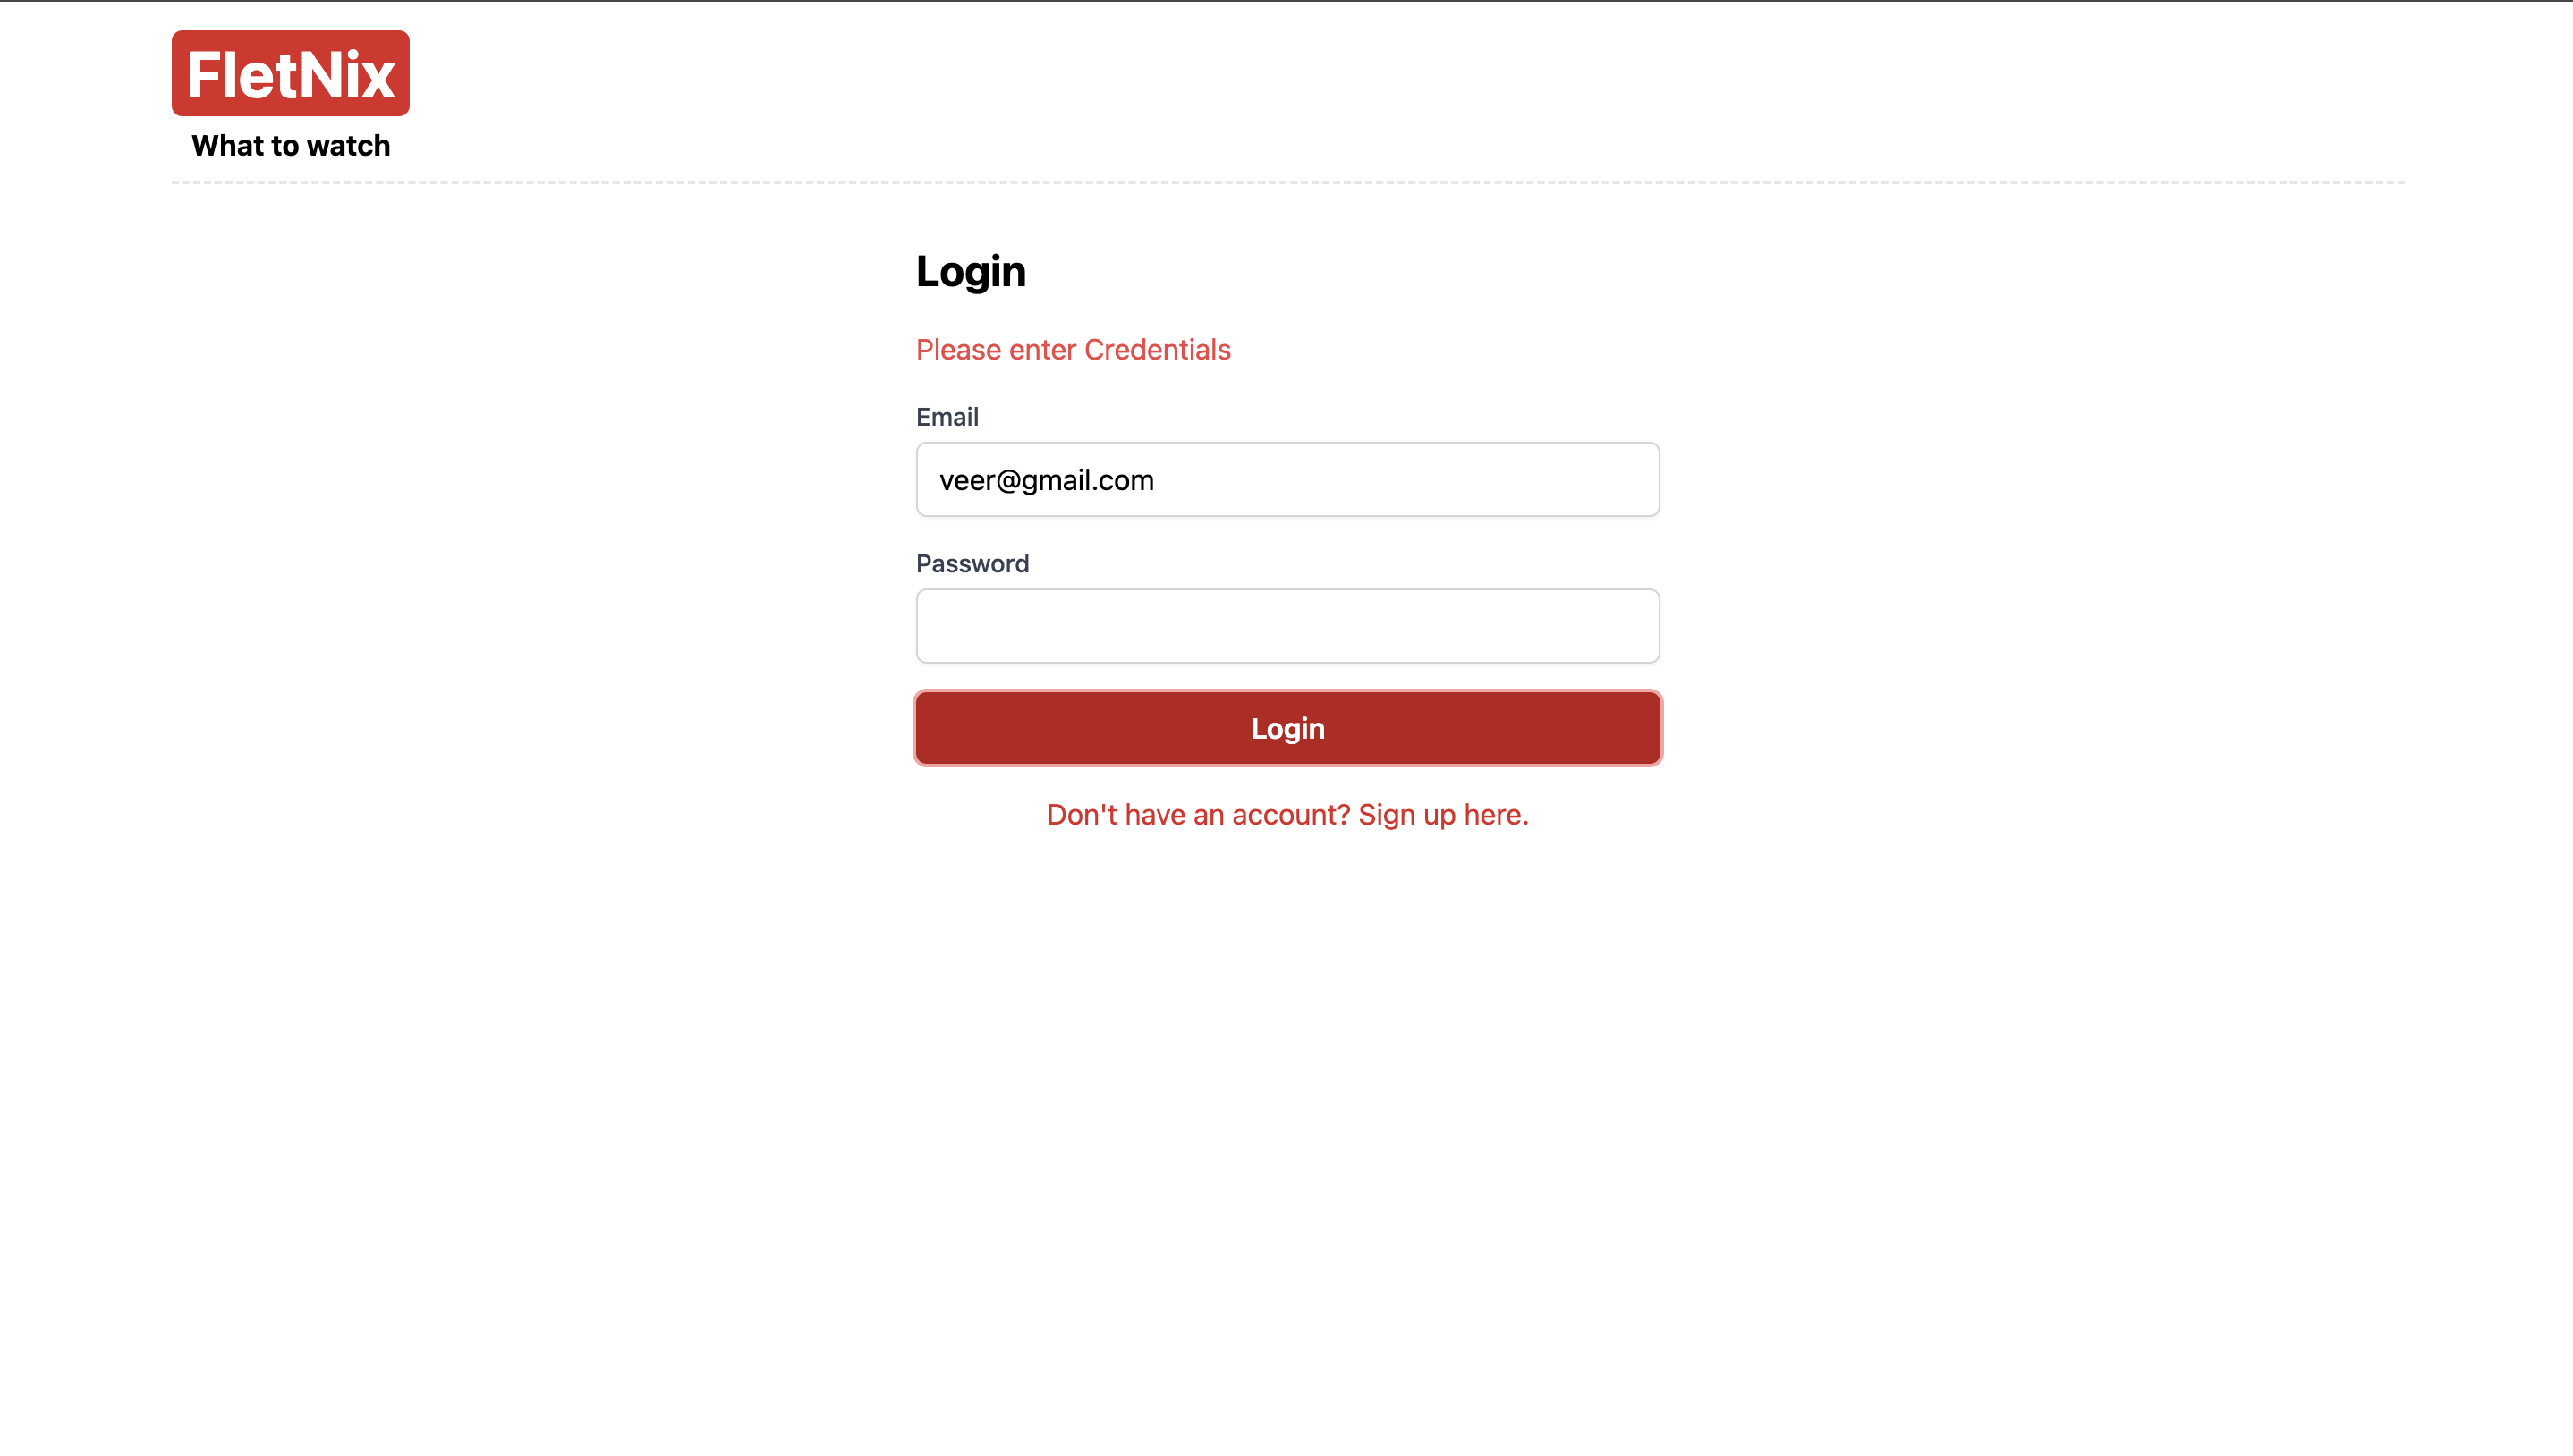 FletNix
What to watch
Login
Please enter Credentials
Email
veer@gmail.com
Password
Login
Don't have an account? Sign up here.